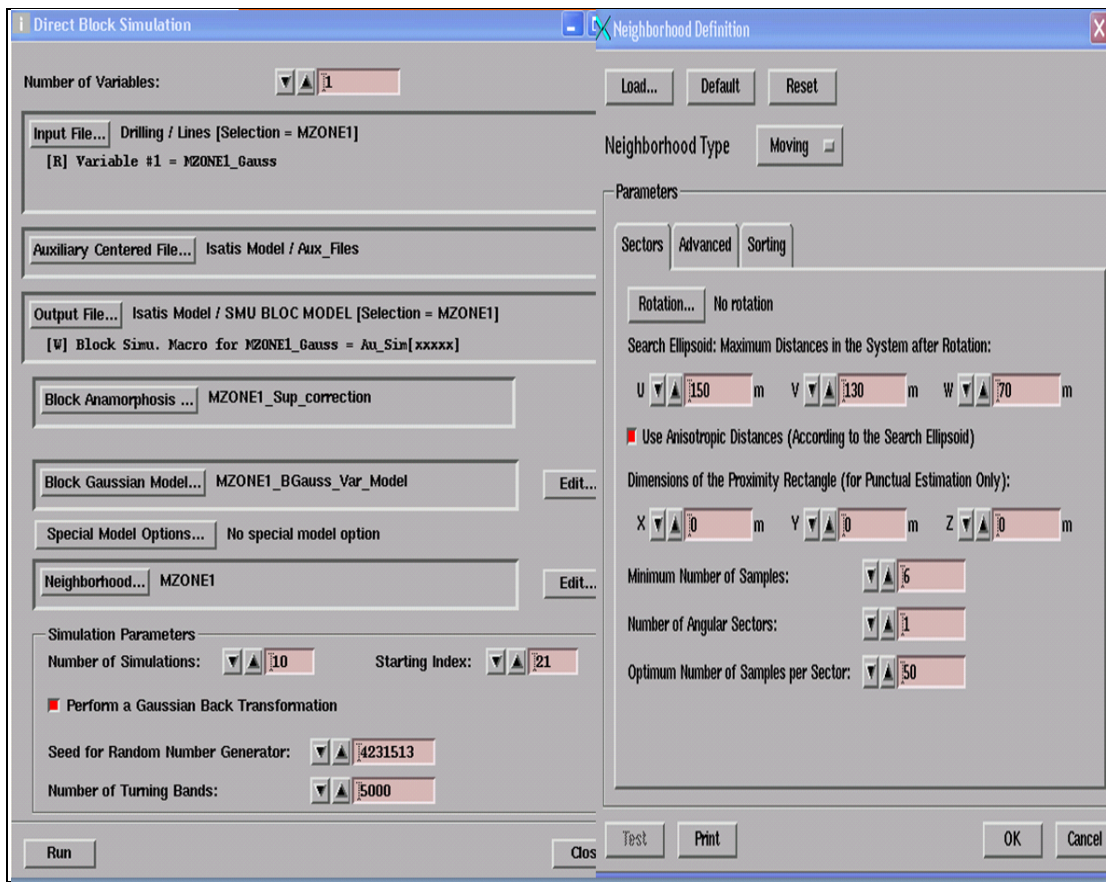 Direct Block Simulation
Number of Variables: 1
Input File... Drilling / Lines [Selection = MZONE1]
[R] Variable #1 = MZONE1_Gauss
Auxiliary Centered File... Isatis Model / Aux_Files
Output File... Isatis Model / SMU BLOC MODEL [Selection = MZONE1]
[W] Block Simu. Macro for MZONE1_Gauss = Au_Sim[xxxxx]
Block Anamorphosis ... MZONE1_Sup_correction
Block Gaussian Model... MZONE1_BGauss_Var_Model Edit...
Special Model Options... No special model option
Neighborhood... MZONE1 Edit...
Simulation Parameters
Number of Simulations: 10 Starting Index: 21
Perform a Gaussian Back Transformation
Seed for Random Number Generator: 4231513
Number of Turning Bands: 5000
Run Clos
Neighborhood Definition
Load... Default Reset
Neighborhood Type Moving
Parameters
Sectors Advanced Sorting
Rotation... No rotation
Search Ellipsoid: Maximum Distances in the System after Rotation:
U 150 m V 130 m W 70 m
Use Anisotropic Distances (According to the Search Ellipsoid)
Dimensions of the Proximity Rectangle (for Punctual Estimation Only):
X 0 m Y 0 m Z 0 m
Minimum Number of Samples: 6
Number of Angular Sectors: 1
Optimum Number of Samples per Sector: 50
Test Print OK Cancel